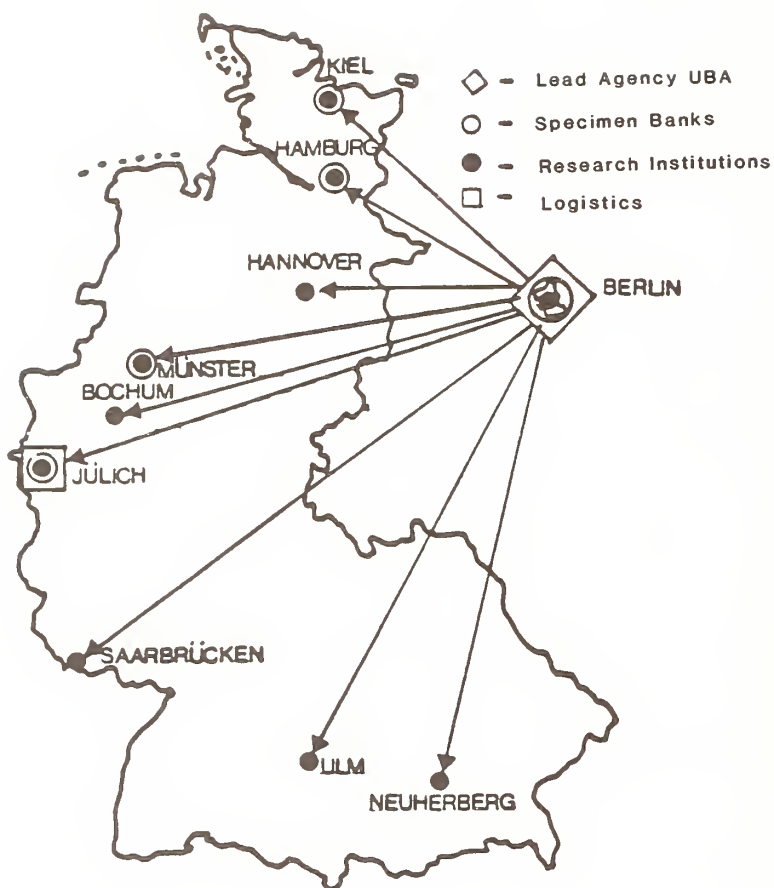 KIEL
◇ - Lead Agency UBA
○ - Specimen Banks
HAMBURG
● - Research Institutions
□ - Logistics
HANNOVER
BERLIN
MÜNSTER
BOCHUM
JÜLICH
SAARBRÜCKEN
ULM
NEUHERBERG